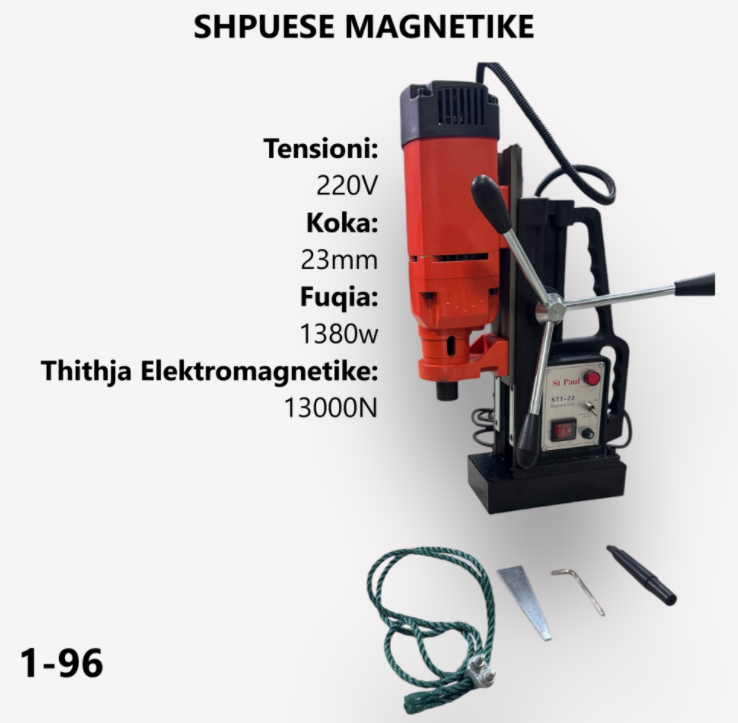 SHPUESE MAGNETIKE
Tensioni:
220V
Koka:
23mm
Fuqia:
1380w
Thithja Elektromagnetike:
13000N
St Paul
STT-23
1-96